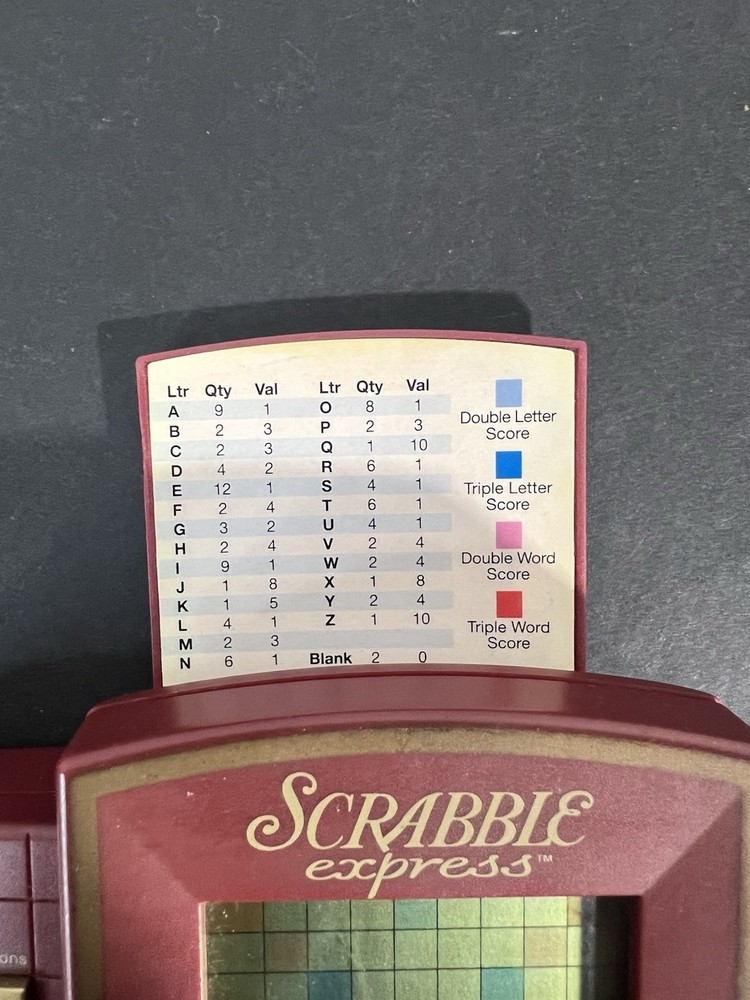 Ltr Qty Val Ltr Qty Val
A 9 1 O 8 1
B 2 3 P 2 3
C 2 3 Q 1 10
D 4 2 R 6 1
E 12 1 S 4 1
F 2 4 T 6 1
G 3 2 U 4 1
H 2 4 V 2 4
I 9 1 W 2 4
J 1 8 X 1 8
K 1 5 Y 2 4
L 4 1 Z 1 10
M 2 3
N 6 1 Blank 2 0
Double Letter
Score
Triple Letter
Score
Double Word
Score
Triple Word
Score
SCRABBLE
express™